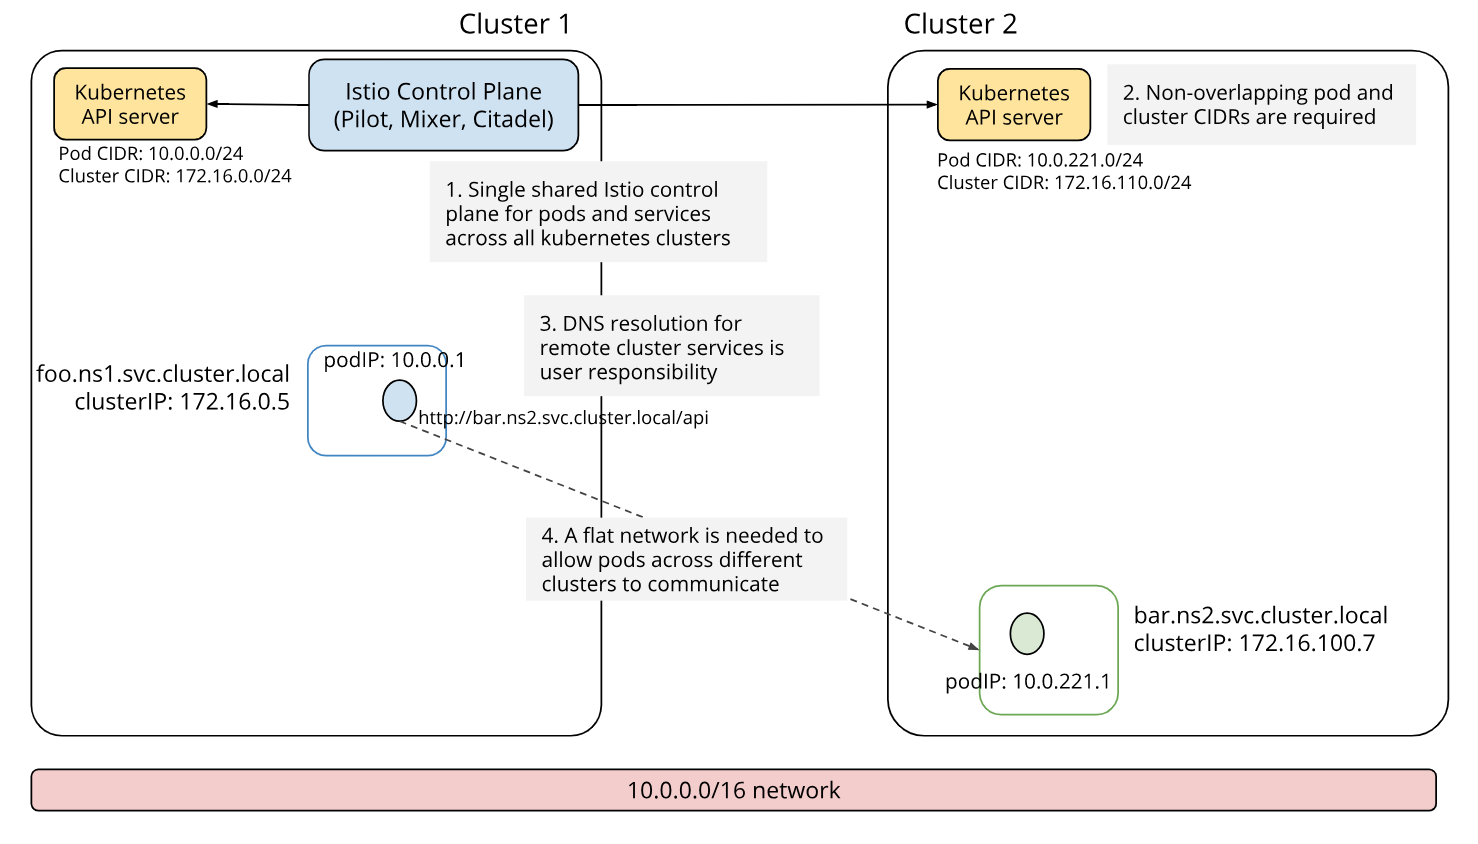 Cluster 1
Cluster 2
Kubernetes
API server
Pod CIDR: 10.0.0.0/24
Cluster CIDR: 172.16.0.0/24
Istio Control Plane
(Pilot, Mixer, Citadel)
Kubernetes
API server
Pod CIDR: 10.0.221.0/24
Cluster CIDR: 172.16.110.0/24
2. Non-overlapping pod and
cluster CIDRs are required
1. Single shared Istio control
plane for pods and services
across all kubernetes clusters
3. DNS resolution for
remote cluster services is
user responsibility
foo.ns1.svc.cluster.local
clusterIP: 172.16.0.5
podIP: 10.0.0.1
http://bar.ns2.svc.cluster.local/api
4. A flat network is needed to
allow pods across different
clusters to communicate
bar.ns2.svc.cluster.local
clusterIP: 172.16.100.7
podIP: 10.0.221.1
10.0.0.0/16 network